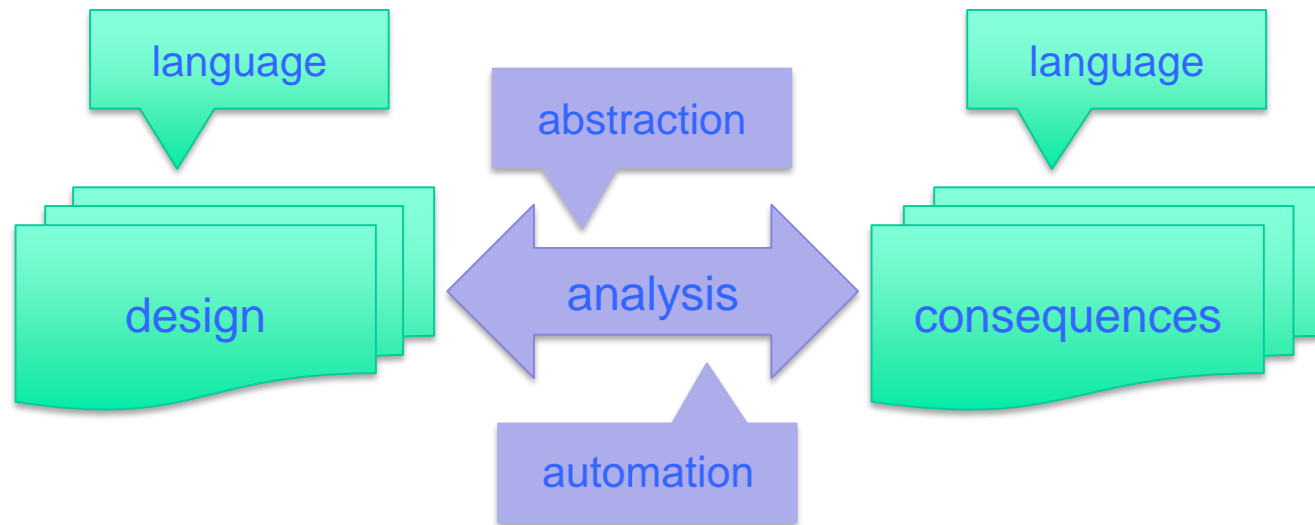 language
language
abstraction
design
analysis
consequences
automation